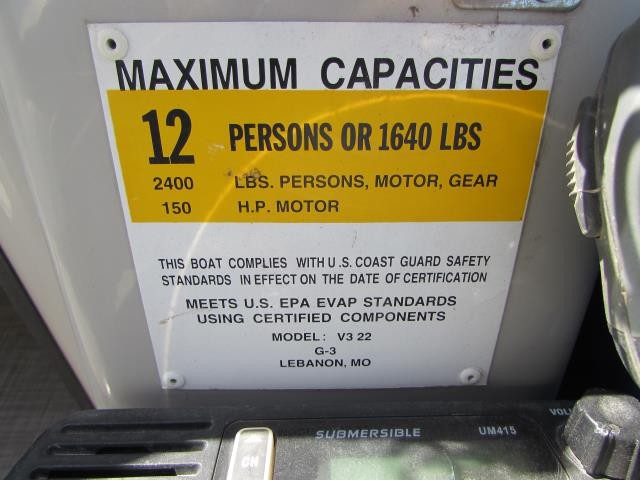 MAXIMUM CAPACITIES
12 PERSONS OR 1640 LBS
2400 LBS. PERSONS, MOTOR, GEAR
150 H.P. MOTOR
THIS BOAT COMPLIES WITH U.S. COAST GUARD SAFETY
STANDARDS IN EFFECT ON THE DATE OF CERTIFICATION
MEETS U.S. EPA EVAP STANDARDS
USING CERTIFIED COMPONENTS
MODEL: V3 22
G-3
LEBANON, MO
SUBMERSIBLE UM415
ON